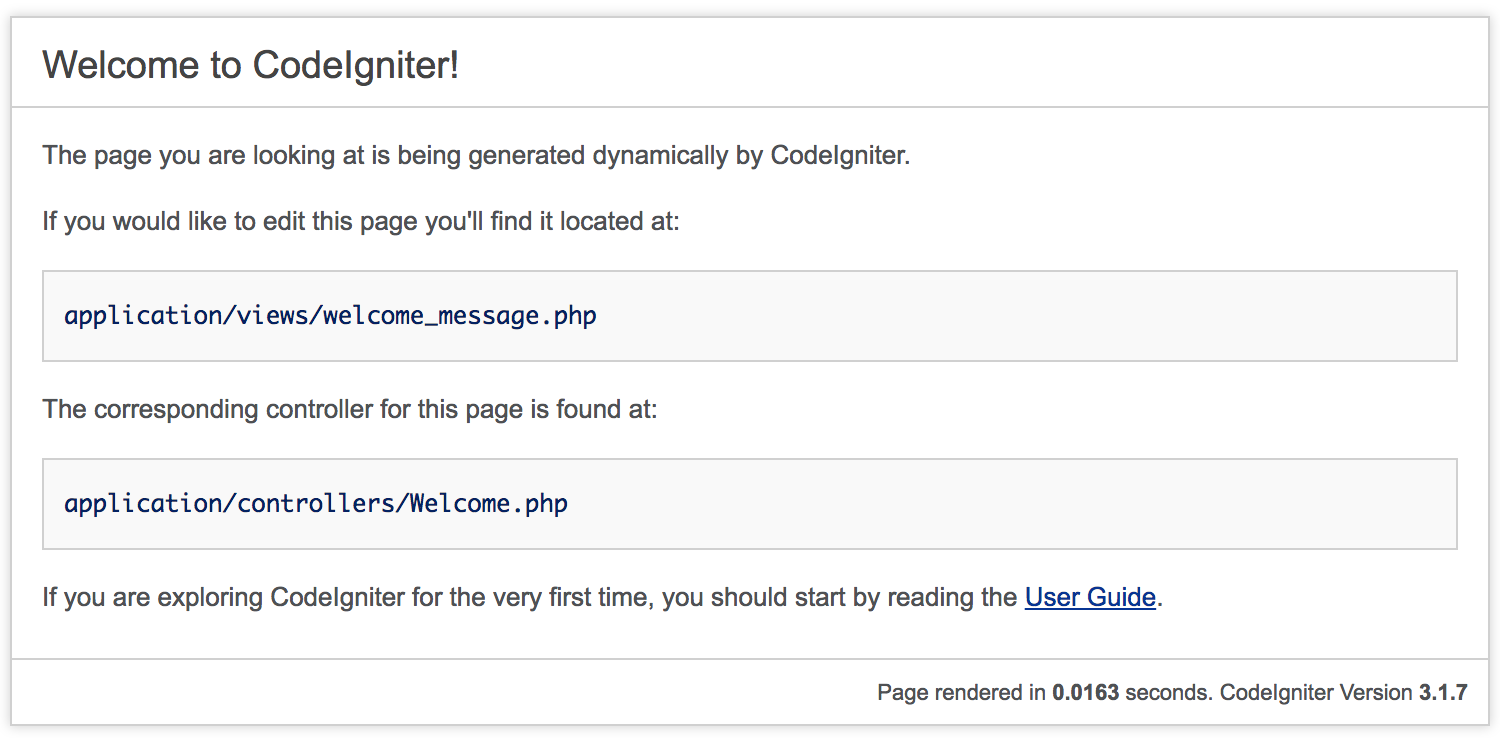 Welcome to CodeIgniter!
The page you are looking at is being generated dynamically by CodeIgniter.
If you would like to edit this page you'll find it located at:
application/views/welcome_message.php
The corresponding controller for this page is found at:
application/controllers/Welcome.php
If you are exploring CodeIgniter for the very first time, you should start by reading the User Guide.
Page rendered in 0.0163 seconds. CodeIgniter Version 3.1.7